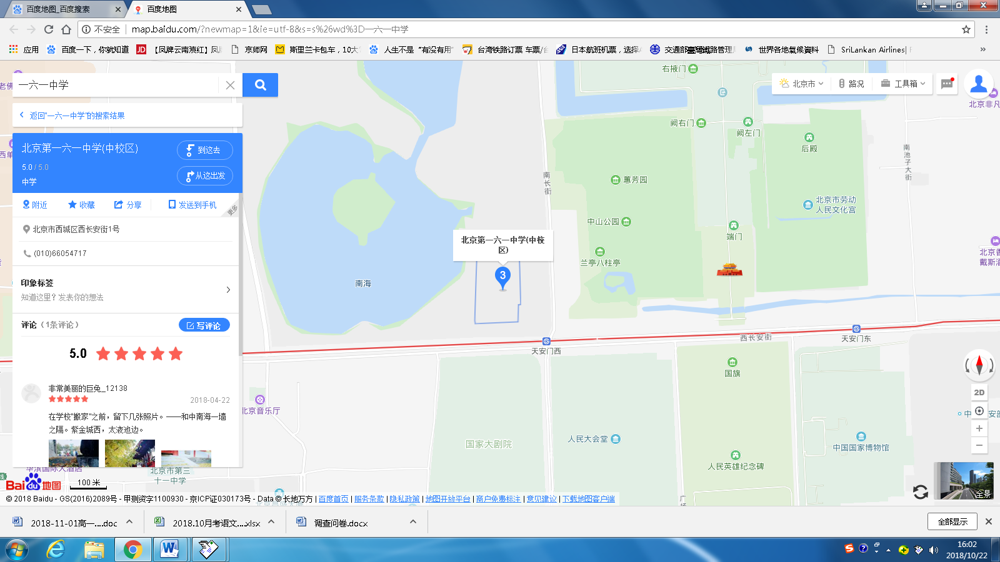 百度地图_百度搜索
百度地图
不安全 map.baidu.com/?newmap=1&ie=utf-8&s=s%26wd%3D一六一中学
应用 百度一下，你就知道 JD 【凤牌云南滇红】凤 京师网 斯里兰卡包车，10大 人生不是“有没有用” 台湾铁路订票 车票/ 日本航班机票，选择 交通部臺灣鐵路管理 世界各地氣候資料 SriLankan Airlines| »
一六一中学
返回"一六一中学"的搜索结果
北京第一六一中学(中校区)
5.0 / 5.0
中学
到这去
从这出发
附近 收藏 分享 发送到手机
更多
北京市西城区西长安街1号
(010)66054717
印象标签
知道这里？发表你的想法
评论（1条评论）
写评论
5.0
非常美丽的巨兔_12138
2018-04-22
在学校"搬家"之前，留下几张照片。——和中南海一墙
之隔。紫金城西，太液池边。
老佛
西单
北京市 路况 工具箱
北京非凡
右掖门
阙右门
阙左门
后殿
南池子大街
南长街
蕙芳园
北京市劳动
人民文化宫
中山公园
端门
兰亭八柱亭
北京香
戴斯酒
北京第一六一中学(中校
区)
3
南海
天安门西
西长安街
天安门东
国旗
北京音乐厅
国家大剧院
人民大会堂
人民英雄纪念碑
中国国家博物馆
2D
华滨国际大酒店
北京市第三
十一中学
广场
全景
Bai du 地图
100 米
© 2018 Baidu - GS(2016)2089号 - 甲测资字1100930 - 京ICP证030173号 - Data © 长地万方 | 百度首页 | 服务条款 | 隐私政策 | 地图开放平台 | 商户免费标注 | 意见建议 | 下载地图客户端
2018-11-01高一....doc
2018.10月考语文....xlsx
调查问卷.docx
全部显示
16:02
2018/10/22